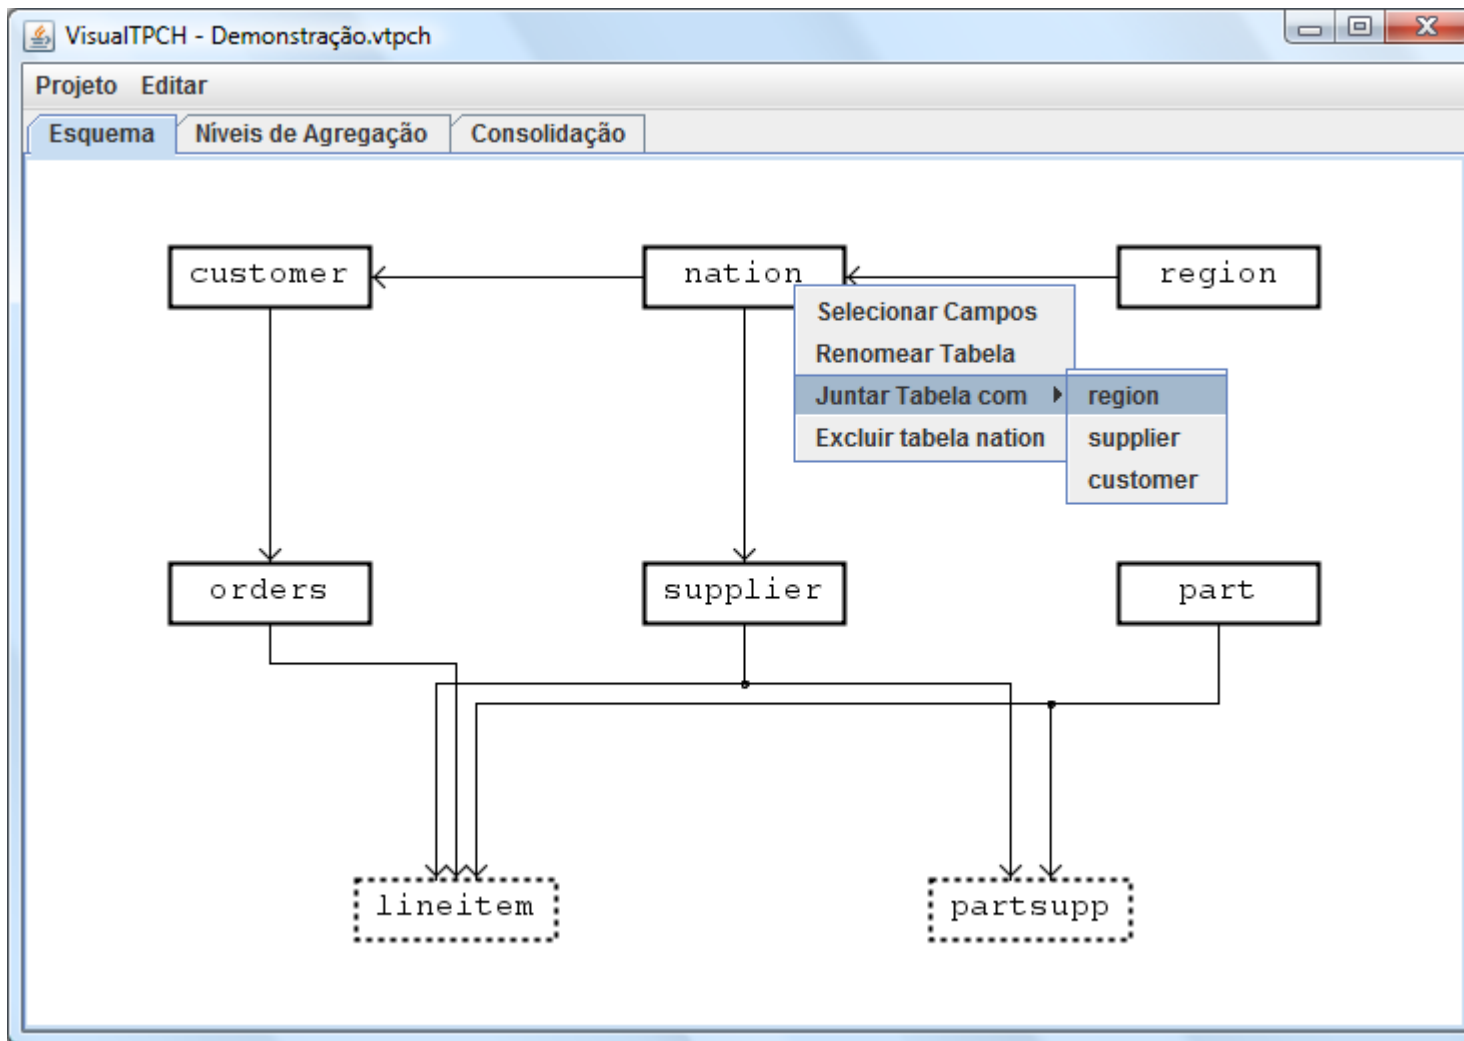 VisualTPCH - Demonstração.vtpch
Projeto Editar
Esquema Níveis de Agregação Consolidação
customer nation region
Selecionar Campos
Renomear Tabela
Juntar Tabela com region
Excluir tabela nation supplier
customer
orders supplier part
lineitem partsupp